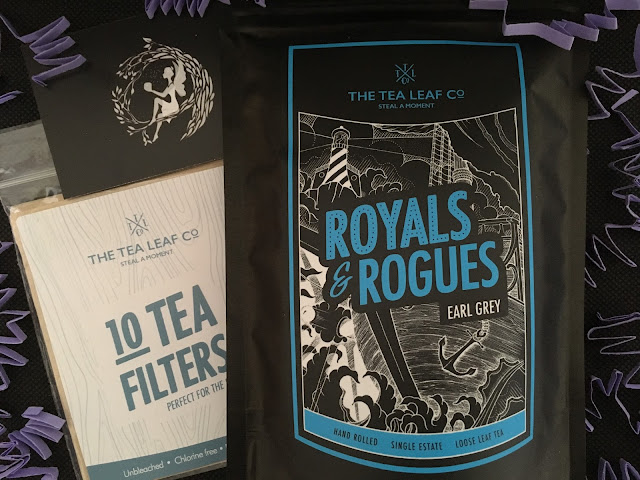 THE TEA LEAF Cº
STEAL A MOMENT.
10 TEA
FILTERS
PERFECT FOR THE
Unbleached • Chlorine free •
TTLC
THE TEA LEAF Cº
STEAL A MOMENT.
ROYALS
& ROGUES
EARL GREY
HAND ROLLED SINGLE ESTATE LOOSE LEAF TEA